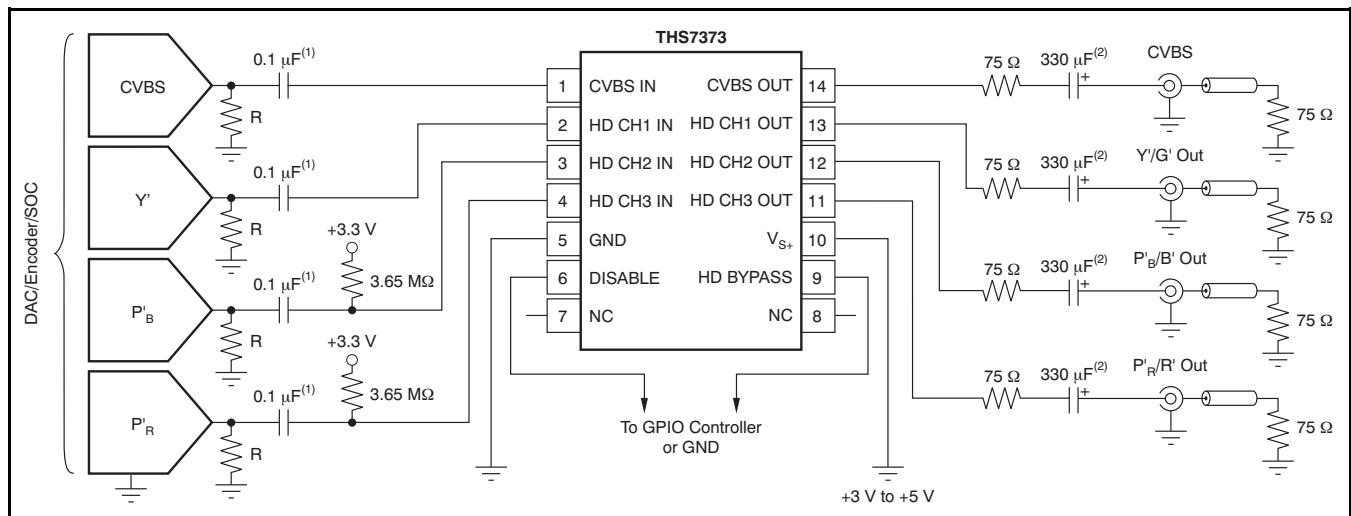 THS7373
DAC/Encoder/SOC
CVBS
R
0.1 µF(1)
Y'
R
0.1 µF(1)
P'B
R
0.1 µF(1)
+3.3 V
3.65 MΩ
P'R
R
0.1 µF(1)
+3.3 V
3.65 MΩ
1 CVBS IN
2 HD CH1 IN
3 HD CH2 IN
4 HD CH3 IN
5 GND
6 DISABLE
7 NC
CVBS OUT 14
HD CH1 OUT 13
HD CH2 OUT 12
HD CH3 OUT 11
VS+ 10
HD BYPASS 9
NC 8
To GPIO Controller
or GND
+3 V to +5 V
75 Ω
330 µF(2)
+
CVBS
75 Ω
75 Ω
330 µF(2)
+
Y'/G' Out
75 Ω
75 Ω
330 µF(2)
+
P'B/B' Out
75 Ω
75 Ω
330 µF(2)
+
P'R/R' Out
75 Ω